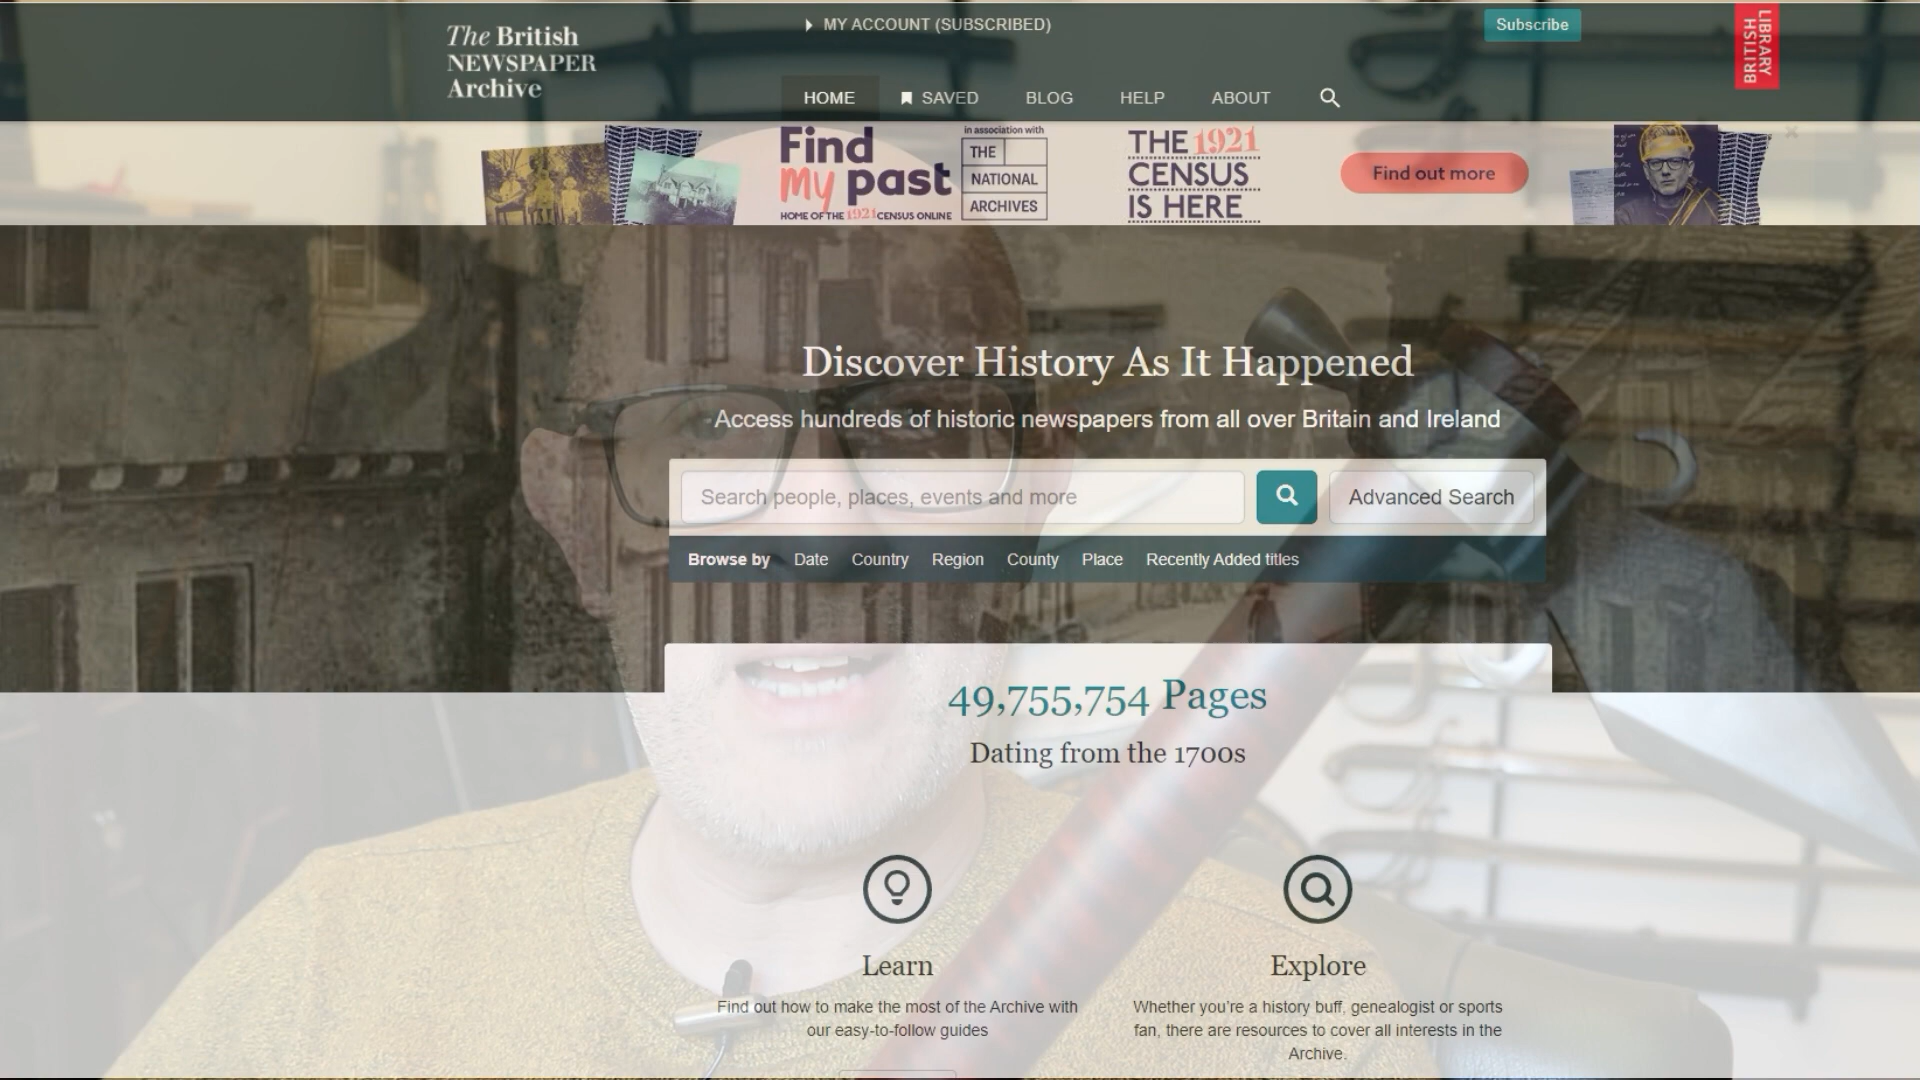 The British
NEWSPAPER
Archive
MY ACCOUNT (SUBSCRIBED)
Subscribe
BRITISH
LIBRARY
HOME
SAVED
BLOG
HELP
ABOUT
Find
my past
HOME OF THE 1921 CENSUS ONLINE
in association with
THE
NATIONAL
ARCHIVES
THE 1921
CENSUS
IS HERE
Find out more
Discover History As It Happened
Access hundreds of historic newspapers from all over Britain and Ireland
Search people, places, events and more
Advanced Search
Browse by Date Country Region County Place Recently Added titles
49,755,754 Pages
Dating from the 1700s
Learn
Find out how to make the most of the Archive with
our easy-to-follow guides
Explore
Whether you're a history buff, genealogist or sports
fan, there are resources to cover all interests in the
Archive.